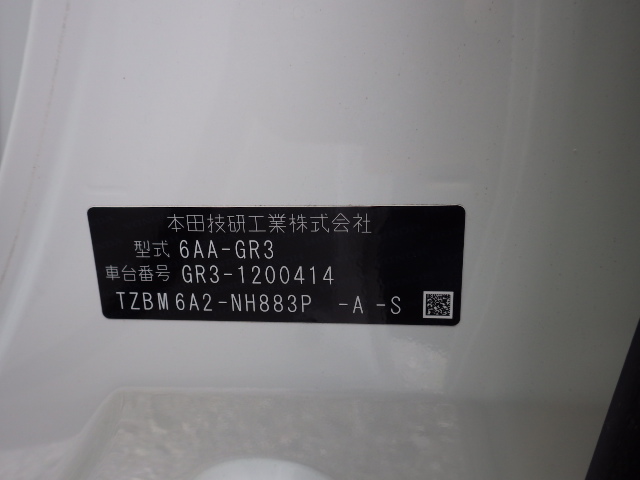 本田技研工業株式会社
型式 6AA-GR3
車台番号 GR3-1200414
TZBM6A2-NH883P -A-S